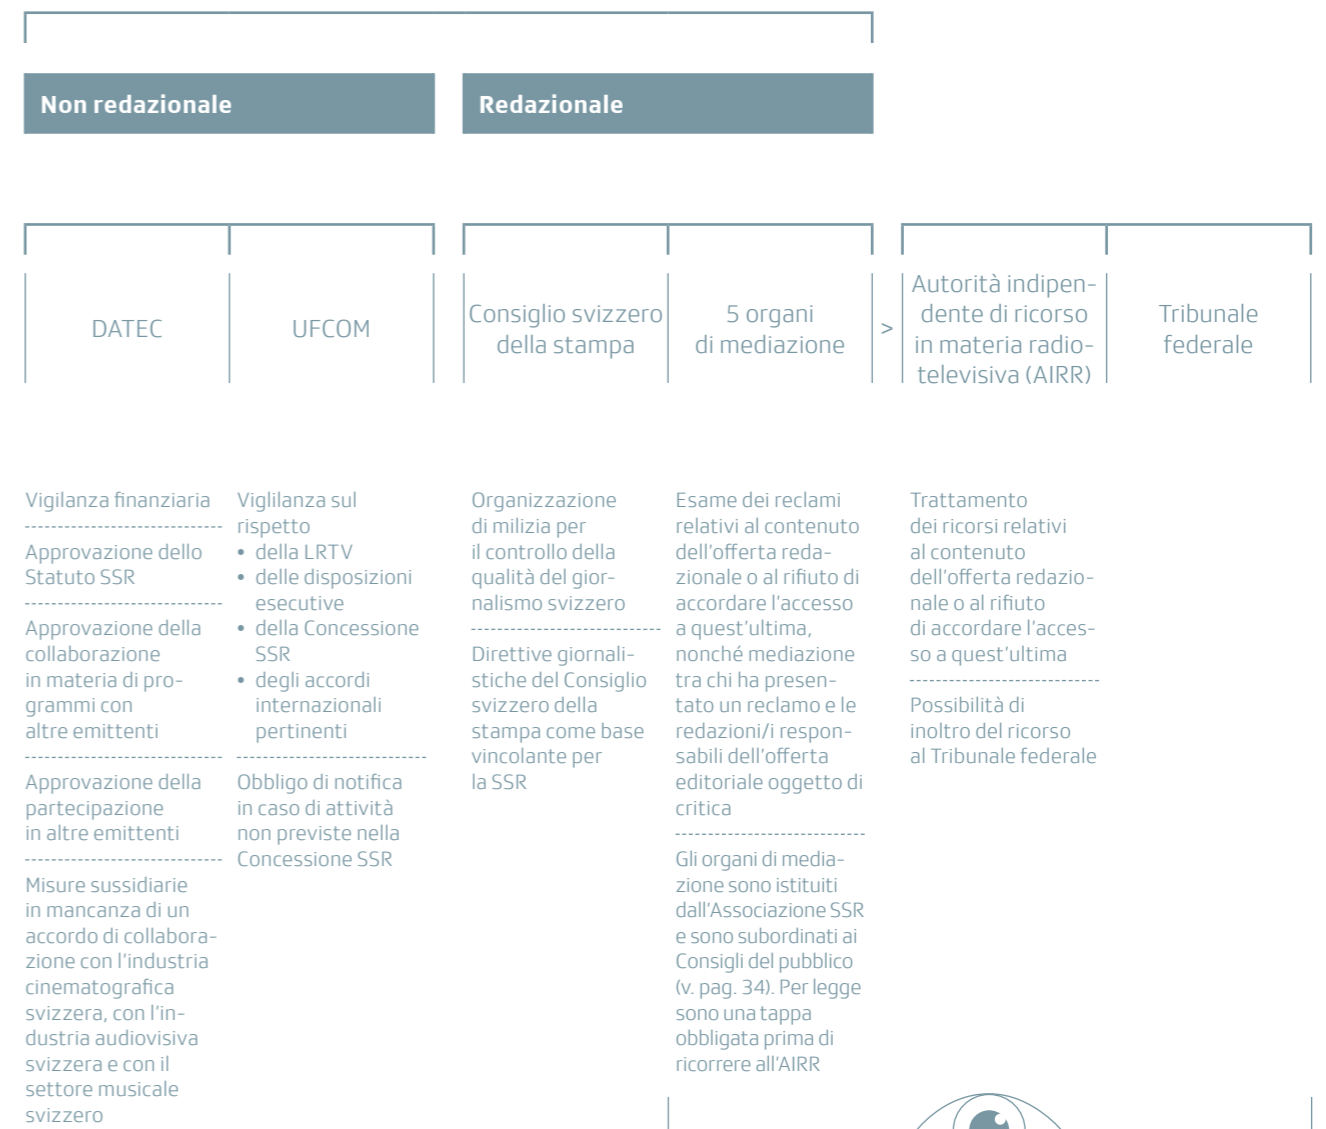 Non redazionale
Redazionale
DATEC
UFCOM
Consiglio svizzero
della stampa
5 organi
di mediazione
>
Autorità indipen-
dente di ricorso
in materia radio-
televisiva (AIRR)
Tribunale
federale
Vigilanza finanziaria
Approvazione dello
Statuto SSR
Approvazione della
collaborazione
in materia di pro-
grammi con
altre emittenti
Approvazione della
partecipazione
in altre emittenti
Misure sussidiarie
in mancanza di un
accordo di collabora-
zione con l'industria
cinematografica
svizzera, con l'in-
dustria audiovisiva
svizzera e con il
settore musicale
svizzero
Viglilanza sul
rispetto
• della LRTV
• delle disposizioni
esecutive
• della Concessione
SSR
• degli accordi
internazionali
pertinenti
Obbligo di notifica
in caso di attività
non previste nella
Concessione SSR
Organizzazione
di milizia per
il controllo della
qualità del gior-
nalismo svizzero
Direttive giornali-
stiche del Consiglio
svizzero della
stampa come base
vincolante per
la SSR
Esame dei reclami
relativi al contenuto
dell'offerta reda-
zionale o al rifiuto di
accordare l'accesso
a quest'ultima,
nonché mediazione
tra chi ha presen-
tato un reclamo e le
redazioni/i respon-
sabili dell'offerta
editoriale oggetto di
critica
Gli organi di media-
zione sono istituiti
dall'Associazione SSR
e sono subordinati ai
Consigli del pubblico
(v. pag. 34). Per legge
sono una tappa
obbligata prima di
ricorrere all'AIRR
Trattamento
dei ricorsi relativi
al contenuto
dell'offerta redazio-
nale o al rifiuto
di accordare l'acces-
so a quest'ultima
Possibilità di
inoltro del ricorso
al Tribunale federale